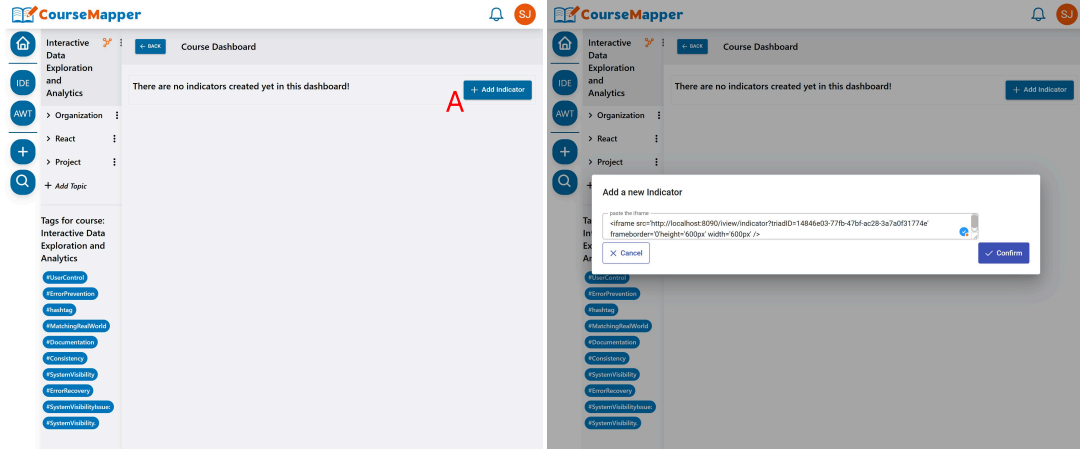 CourseMapper
SJ
Interactive
Data
Exploration
and
Analytics
← BACK
Course Dashboard
IDE
AWT
There are no indicators created yet in this dashboard!
+ Add Indicator
A
> Organization
> React
> Project
+ Add Topic
Tags for course:
Interactive Data
Exploration and
Analytics
#UserControl
#ErrorPrevention
#hashtag
#MatchingRealWorld
#Documentation
#Consistency
#SystemVisibility
#ErrorRecovery
#SystemVisibilityIssue:
#SystemVisibility.
CourseMapper
SJ
Interactive
Data
Exploration
and
Analytics
← BACK
Course Dashboard
IDE
AWT
There are no indicators created yet in this dashboard!
+ Add Indicator
> Organization
> React
> Project
+
Add a new Indicator
paste the iframe
<iframe src='http://localhost:8090/iview/indicator?triadID=14846e03-77fb-47bf-ac28-3a7a0f31774e'
frameborder='0'height='600px' width='600px' />
Cancel
Confirm
Ta
In
Ex
An
#UserControl
#ErrorPrevention
#hashtag
#MatchingRealWorld
#Documentation
#Consistency
#SystemVisibility
#ErrorRecovery
#SystemVisibilityIssue:
#SystemVisibility.